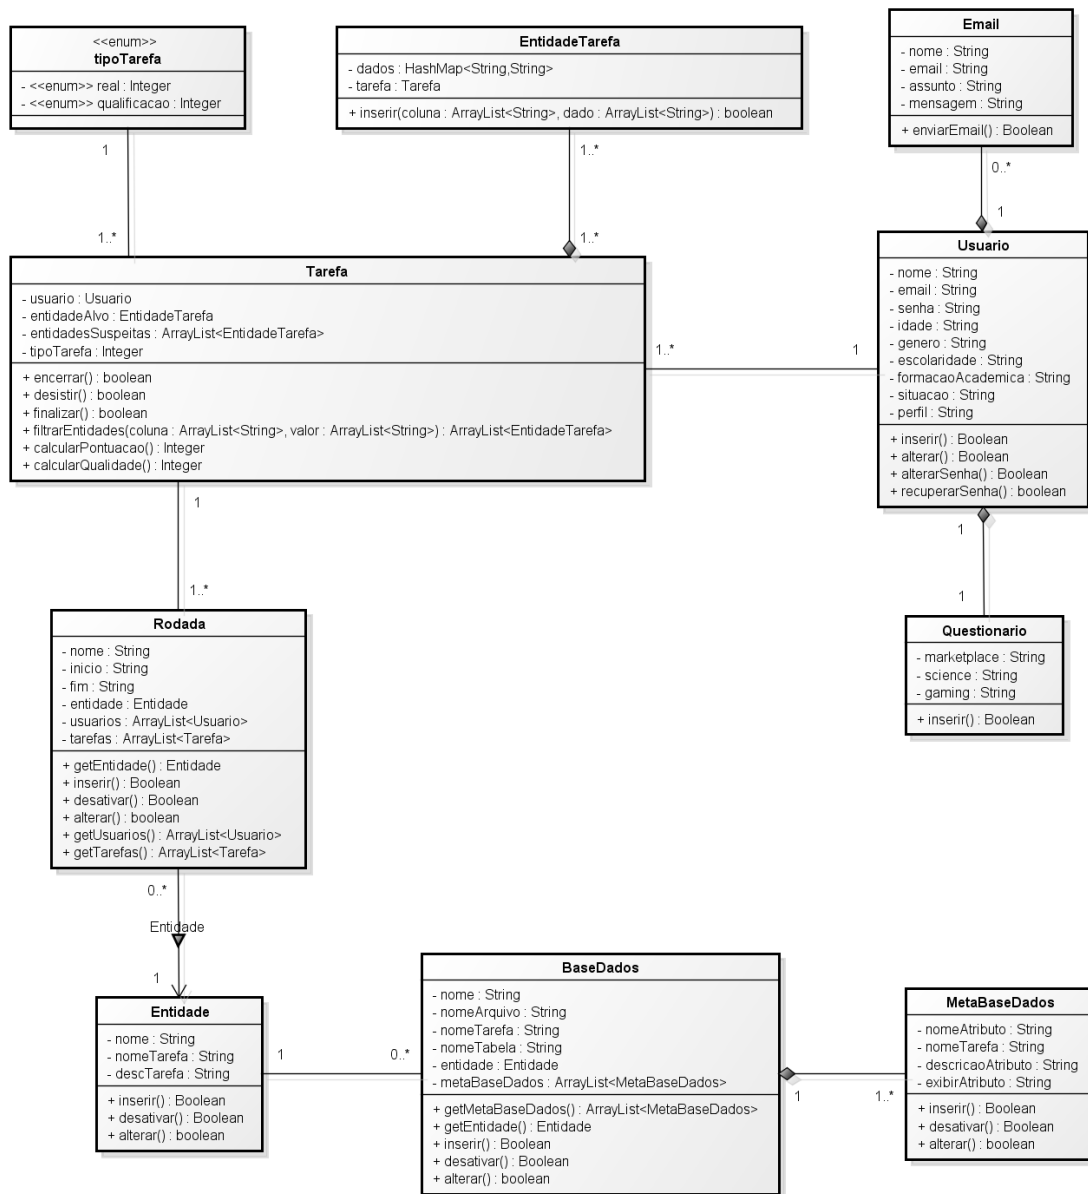 <<enum>>
tipoTarefa
- <<enum>> real : Integer
- <<enum>> qualificacao : Integer
EntidadeTarefa
- dados : HashMap<String,String>
- tarefa : Tarefa
+ inserir(coluna : ArrayList<String>, dado : ArrayList<String>) : boolean
Email
- nome : String
- email : String
- assunto : String
- mensagem : String
+ enviarEmail() : Boolean
1
1..*
1..*
1..*
0..*
1
Tarefa
- usuario : Usuario
- entidadeAlvo : EntidadeTarefa
- entidadesSuspeitas : ArrayList<EntidadeTarefa>
- tipoTarefa : Integer
+ encerrar() : boolean
+ desistir() : boolean
+ finalizar() : boolean
+ filtrarEntidades(coluna : ArrayList<String>, valor : ArrayList<String>) : ArrayList<EntidadeTarefa>
+ calcularPontuacao() : Integer
+ calcularQualidade() : Integer
1..*
1
Usuario
- nome : String
- email : String
- senha : String
- idade : String
- genero : String
- escolaridade : String
- formacaoAcademica : String
- situacao : String
- perfil : String
+ inserir() : Boolean
+ alterar() : Boolean
+ alterarSenha() : Boolean
+ recuperarSenha() : boolean
1
1..*
1
1
Rodada
- nome : String
- inicio : String
- fim : String
- entidade : Entidade
- usuarios : ArrayList<Usuario>
- tarefas : ArrayList<Tarefa>
+ getEntidade() : Entidade
+ inserir() : Boolean
+ desativar() : Boolean
+ alterar() : boolean
+ getUsuarios() : ArrayList<Usuario>
+ getTarefas() : ArrayList<Tarefa>
Questionario
- marketplace : String
- science : String
- gaming : String
+ inserir() : Boolean
0..*
Entidade
1
Entidade
- nome : String
- nomeTarefa : String
- descTarefa : String
+ inserir() : Boolean
+ desativar() : Boolean
+ alterar() : boolean
1
0..*
BaseDados
- nome : String
- nomeArquivo : String
- nomeTarefa : String
- nomeTabela : String
- entidade : Entidade
- metaBaseDados : ArrayList<MetaBaseDados>
+ getMetaBaseDados() : ArrayList<MetaBaseDados>
+ getEntidade() : Entidade
+ inserir() : Boolean
+ desativar() : Boolean
+ alterar() : boolean
1
1..*
MetaBaseDados
- nomeAtributo : String
- nomeTarefa : String
- descricaoAtributo : String
- exibirAtributo : String
+ inserir() : Boolean
+ desativar() : Boolean
+ alterar() : boolean